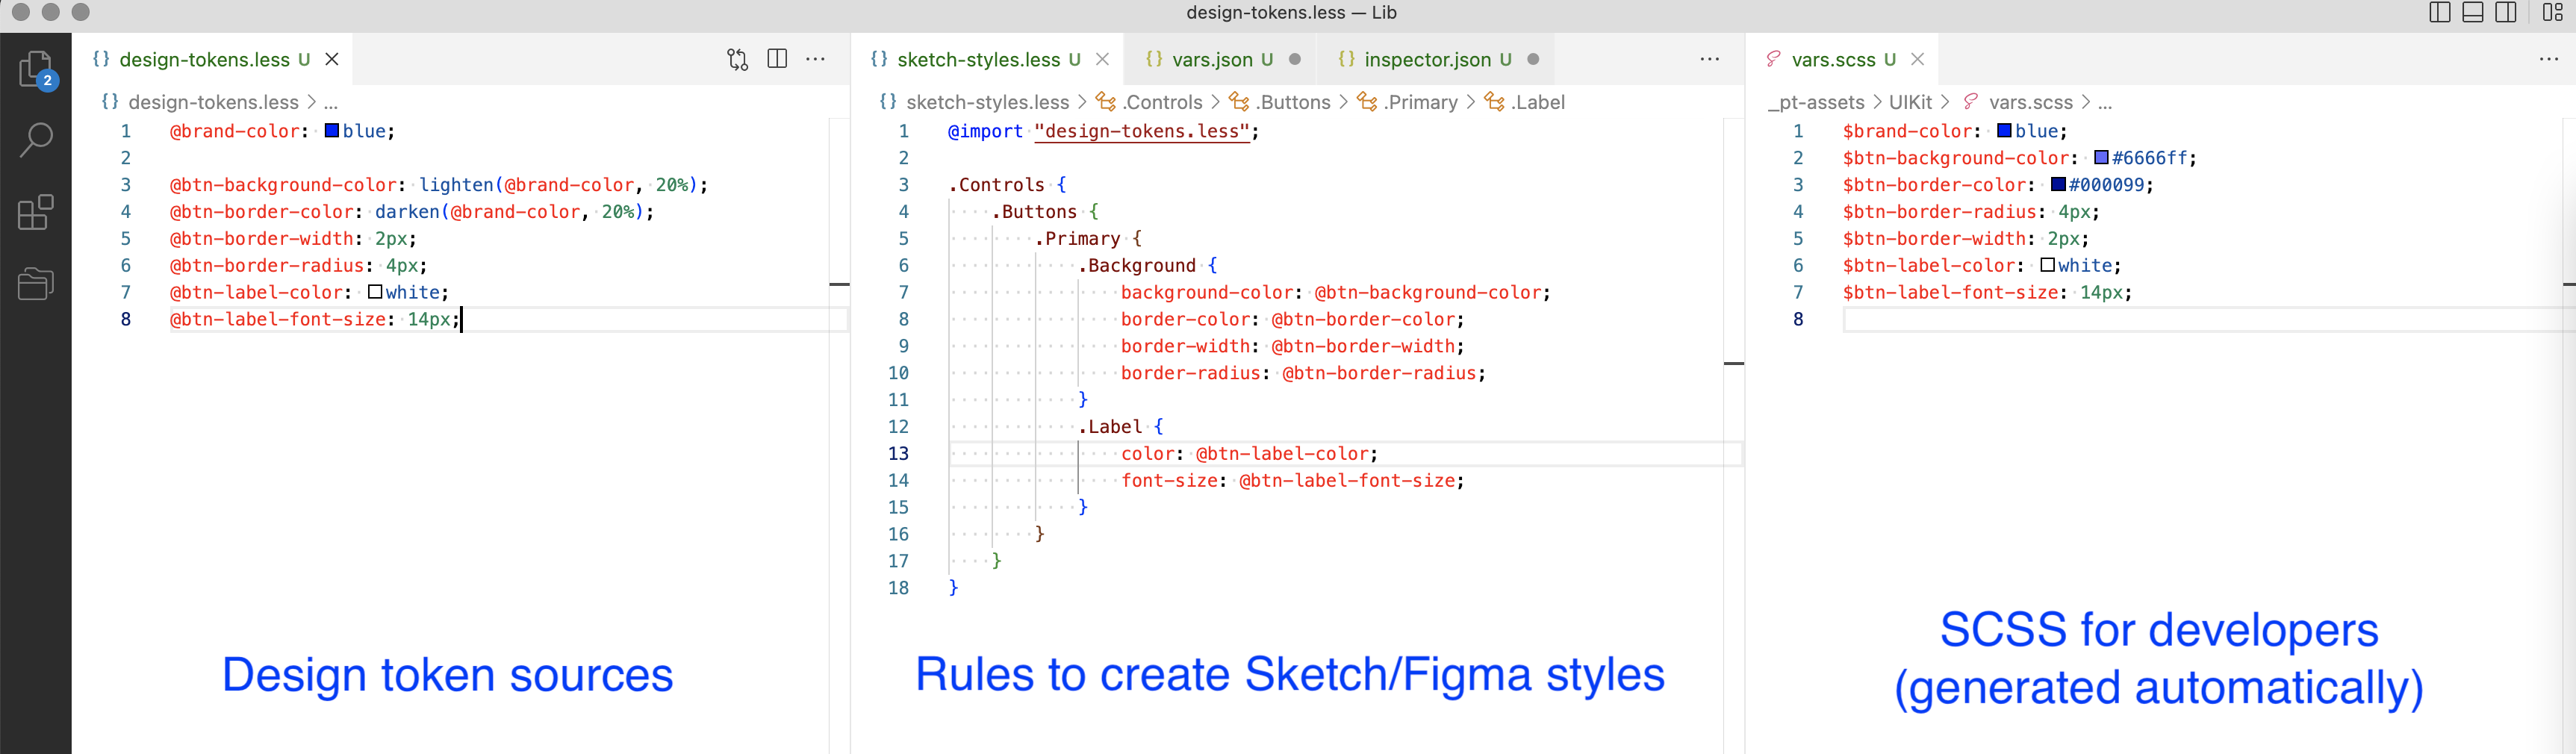 design-tokens.less — Lib
2
{} design-tokens.less U
{} design-tokens.less > ...
1 @brand-color: blue;
2
3 @btn-background-color: lighten(@brand-color, 20%);
4 @btn-border-color: darken(@brand-color, 20%);
5 @btn-border-width: 2px;
6 @btn-border-radius: 4px;
7 @btn-label-color: white;
8 @btn-label-font-size: 14px;
Design token sources
{} sketch-styles.less U
{} vars.json U
{} inspector.json U
{} sketch-styles.less > .Controls > .Buttons > .Primary > .Label
1 @import "design-tokens.less";
2
3 .Controls {
4 .Buttons {
5 .Primary {
6 .Background {
7 background-color: @btn-background-color;
8 border-color: @btn-border-color;
9 border-width: @btn-border-width;
10 border-radius: @btn-border-radius;
11 }
12 .Label {
13 color: @btn-label-color;
14 font-size: @btn-label-font-size;
15 }
16 }
17 }
18 }
Rules to create Sketch/Figma styles
vars.scss U
_pt-assets > UIKit > vars.scss > ...
1 $brand-color: blue;
2 $btn-background-color: #6666ff;
3 $btn-border-color: #000099;
4 $btn-border-radius: 4px;
5 $btn-border-width: 2px;
6 $btn-label-color: white;
7 $btn-label-font-size: 14px;
8
SCSS for developers
(generated automatically)